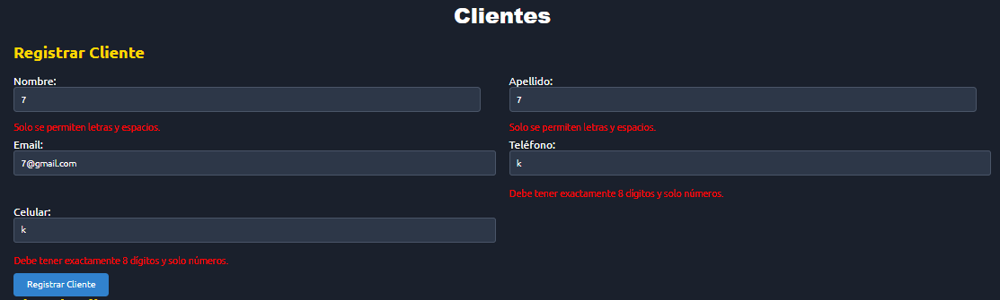 Clientes
Registrar Cliente
Nombre:
7
Solo se permiten letras y espacios.
Apellido:
7
Solo se permiten letras y espacios.
Email:
7@gmail.com
Teléfono:
k
Debe tener exactamente 8 dígitos y solo números.
Celular:
k
Debe tener exactamente 8 dígitos y solo números.
Registrar Cliente